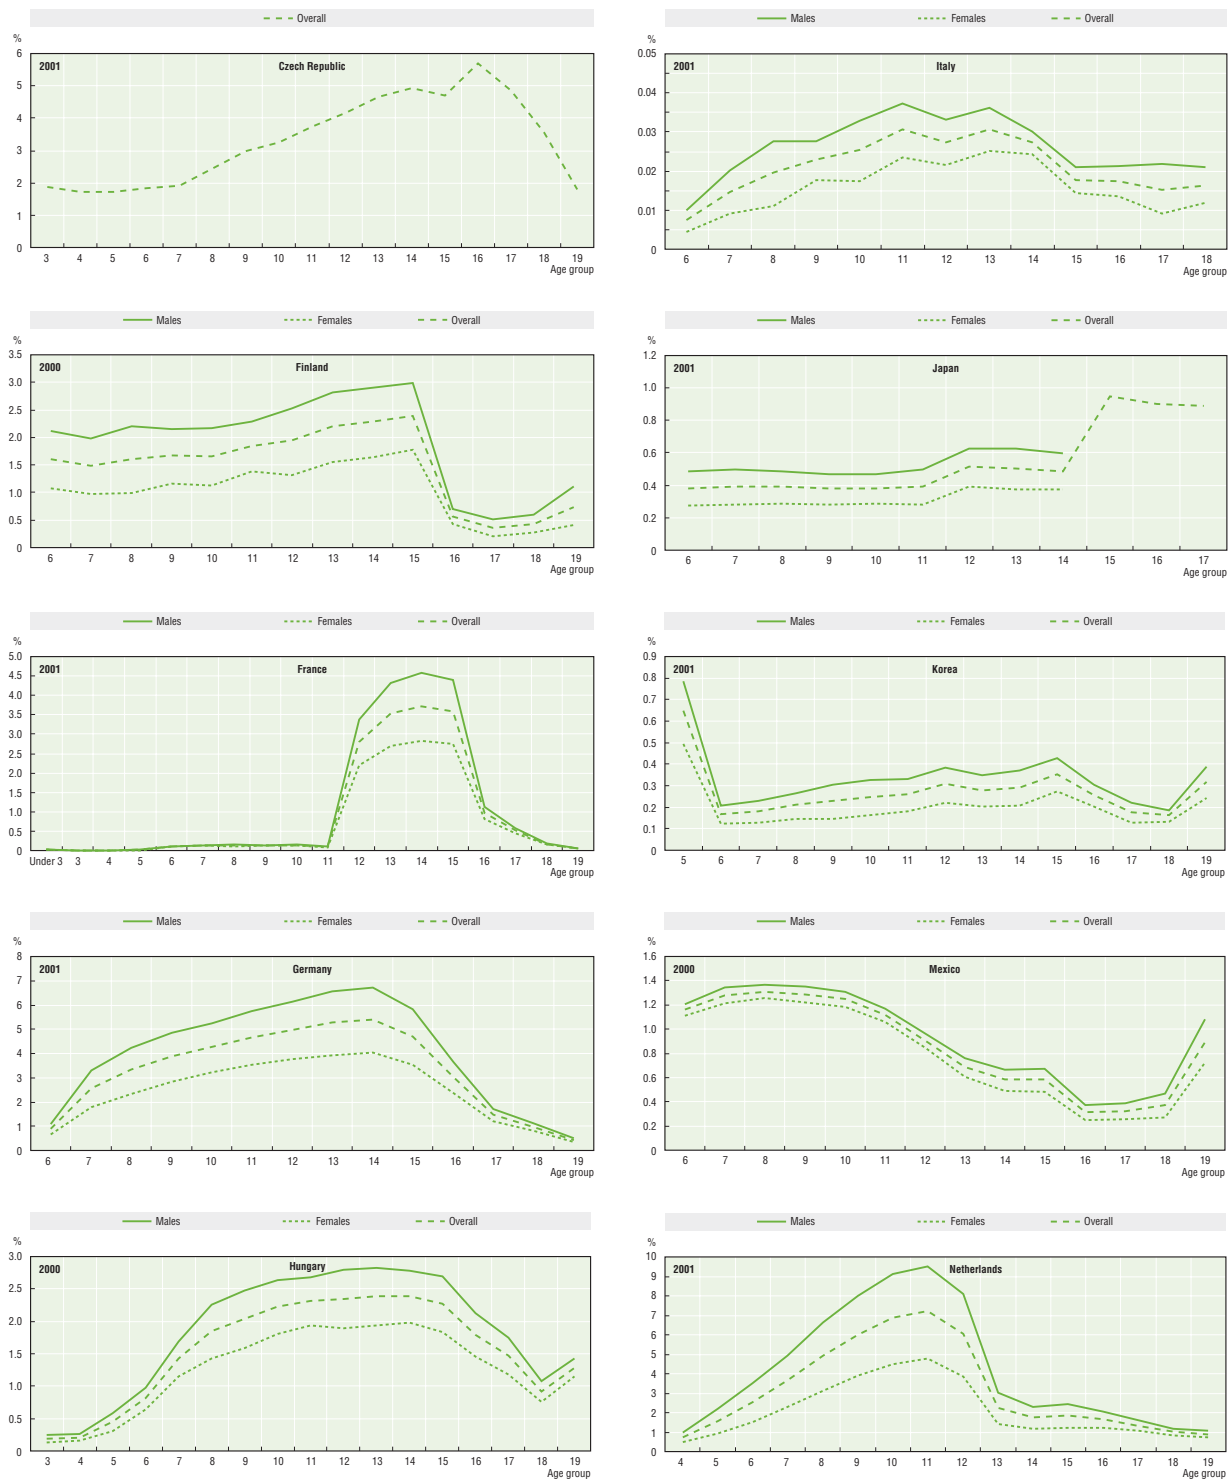 Overall
%
6
5
4
3
2
1
0
2001 Czech Republic
3 4 5 6 7 8 9 10 11 12 13 14 15 16 17 18 19
Age group
Males Females Overall
%
0.05
0.04
0.03
0.02
0.01
0
2001 Italy
6 7 8 9 10 11 12 13 14 15 16 17 18
Age group
Males Females Overall
%
3.5
3.0
2.5
2.0
1.5
1.0
0.5
0
2000 Finland
6 7 8 9 10 11 12 13 14 15 16 17 18 19
Age group
Males Females Overall
%
1.2
1.0
0.8
0.6
0.4
0.2
0
2001 Japan
6 7 8 9 10 11 12 13 14 15 16 17
Age group
Males Females Overall
%
5.0
4.5
4.0
3.5
3.0
2.5
2.0
1.5
1.0
0.5
0
2001 France
Under 3 3 4 5 6 7 8 9 10 11 12 13 14 15 16 17 18 19
Age group
Males Females Overall
%
0.9
0.8
0.7
0.6
0.5
0.4
0.3
0.2
0.1
0
2001 Korea
5 6 7 8 9 10 11 12 13 14 15 16 17 18 19
Age group
Males Females Overall
%
8
7
6
5
4
3
2
1
0
2001 Germany
6 7 8 9 10 11 12 13 14 15 16 17 18 19
Age group
Males Females Overall
%
1.6
1.4
1.2
1.0
0.8
0.6
0.4
0.2
0
2000 Mexico
6 7 8 9 10 11 12 13 14 15 16 17 18 19
Age group
Males Females Overall
%
3.0
2.5
2.0
1.5
1.0
0.5
0
2000 Hungary
3 4 5 6 7 8 9 10 11 12 13 14 15 16 17 18 19
Age group
Males Females Overall
%
10
9
8
7
6
5
4
3
2
1
0
2001 Netherlands
4 5 6 7 8 9 10 11 12 13 14 15 16 17 18 19
Age group